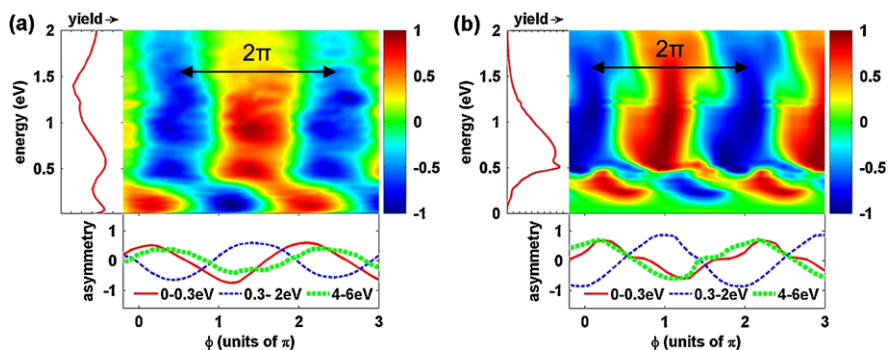 (a) yield →
2
1.5
1
0.5
energy (eV)
2π
1
0.5
0
-0.5
-1
asymmetry
1
0
-1
0-0.3eV 0.3- 2eV 4-6eV
0 1 2 3
ϕ (units of π)
(b) yield →
2
1.5
1
0.5
0
energy (eV)
2π
1
0.5
0
-0.5
-1
asymmetry
1
0
-1
0-0.3eV 0.3-2eV 4-6eV
0 1 2 3
ϕ (units of π)